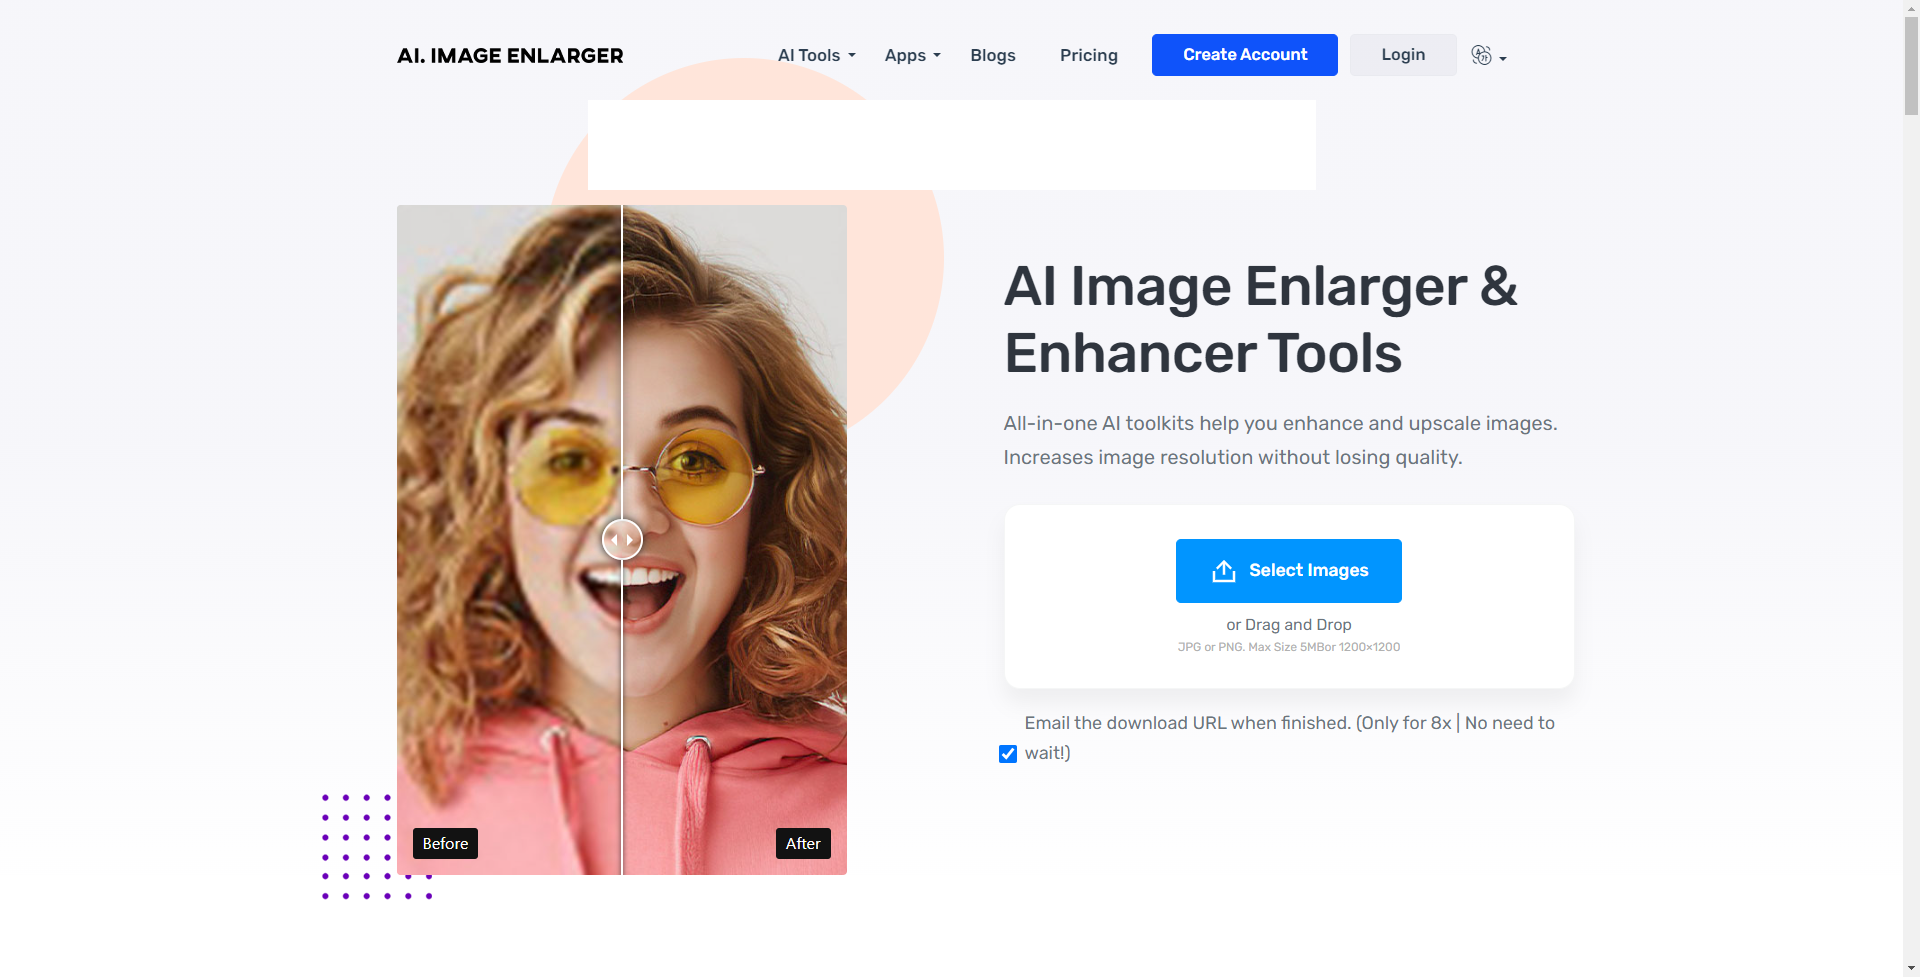 AI. IMAGE ENLARGER
AI Tools
Apps
Blogs
Pricing
Create Account
Login
AI Image Enlarger &
Enhancer Tools
All-in-one AI toolkits help you enhance and upscale images.
Increases image resolution without losing quality.
Select Images
or Drag and Drop
JPG or PNG. Max Size 5MBor 1200×1200
Email the download URL when finished. (Only for 8x | No need to
wait!)
Before
After